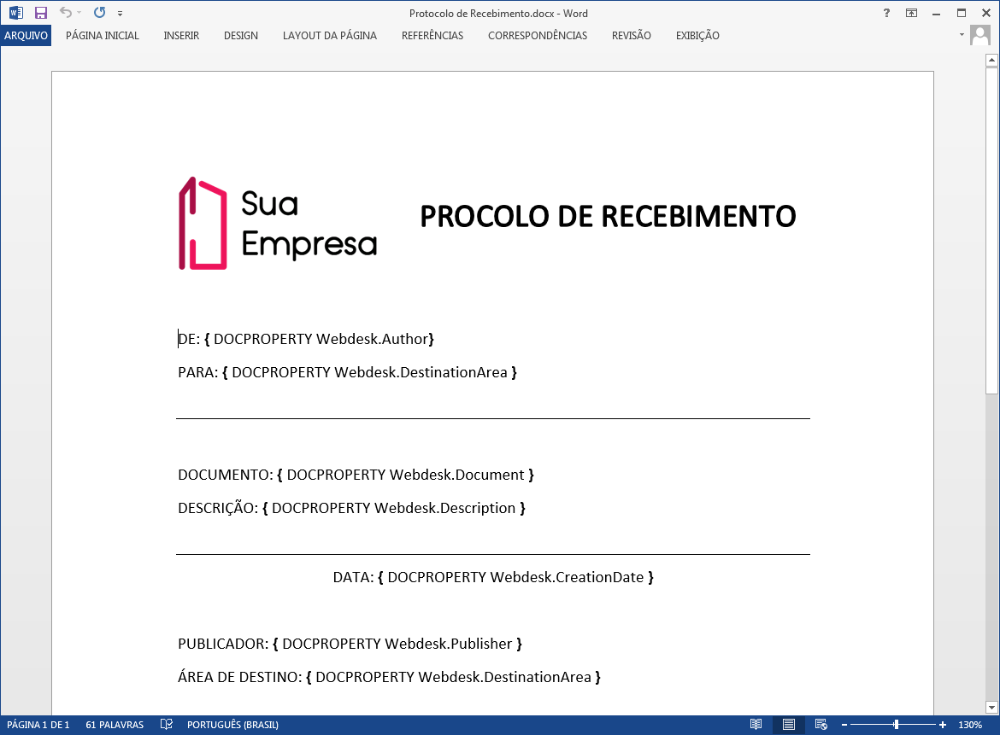 Protocolo de Recebimento.docx - Word
?
ARQUIVO PÁGINA INICIAL INSERIR DESIGN LAYOUT DA PÁGINA REFERÊNCIAS CORRESPONDÊNCIAS REVISÃO EXIBIÇÃO
Sua
Empresa
PROCOLO DE RECEBIMENTO
DE: { DOCPROPERTY Webdesk.Author}
PARA: { DOCPROPERTY Webdesk.DestinationArea }
DOCUMENTO: { DOCPROPERTY Webdesk.Document }
DESCRIÇÃO: { DOCPROPERTY Webdesk.Description }
DATA: { DOCPROPERTY Webdesk.CreationDate }
PUBLICADOR: { DOCPROPERTY Webdesk.Publisher }
ÁREA DE DESTINO: { DOCPROPERTY Webdesk.DestinationArea }
PÁGINA 1 DE 1 61 PALAVRAS PORTUGUÊS (BRASIL) 130%